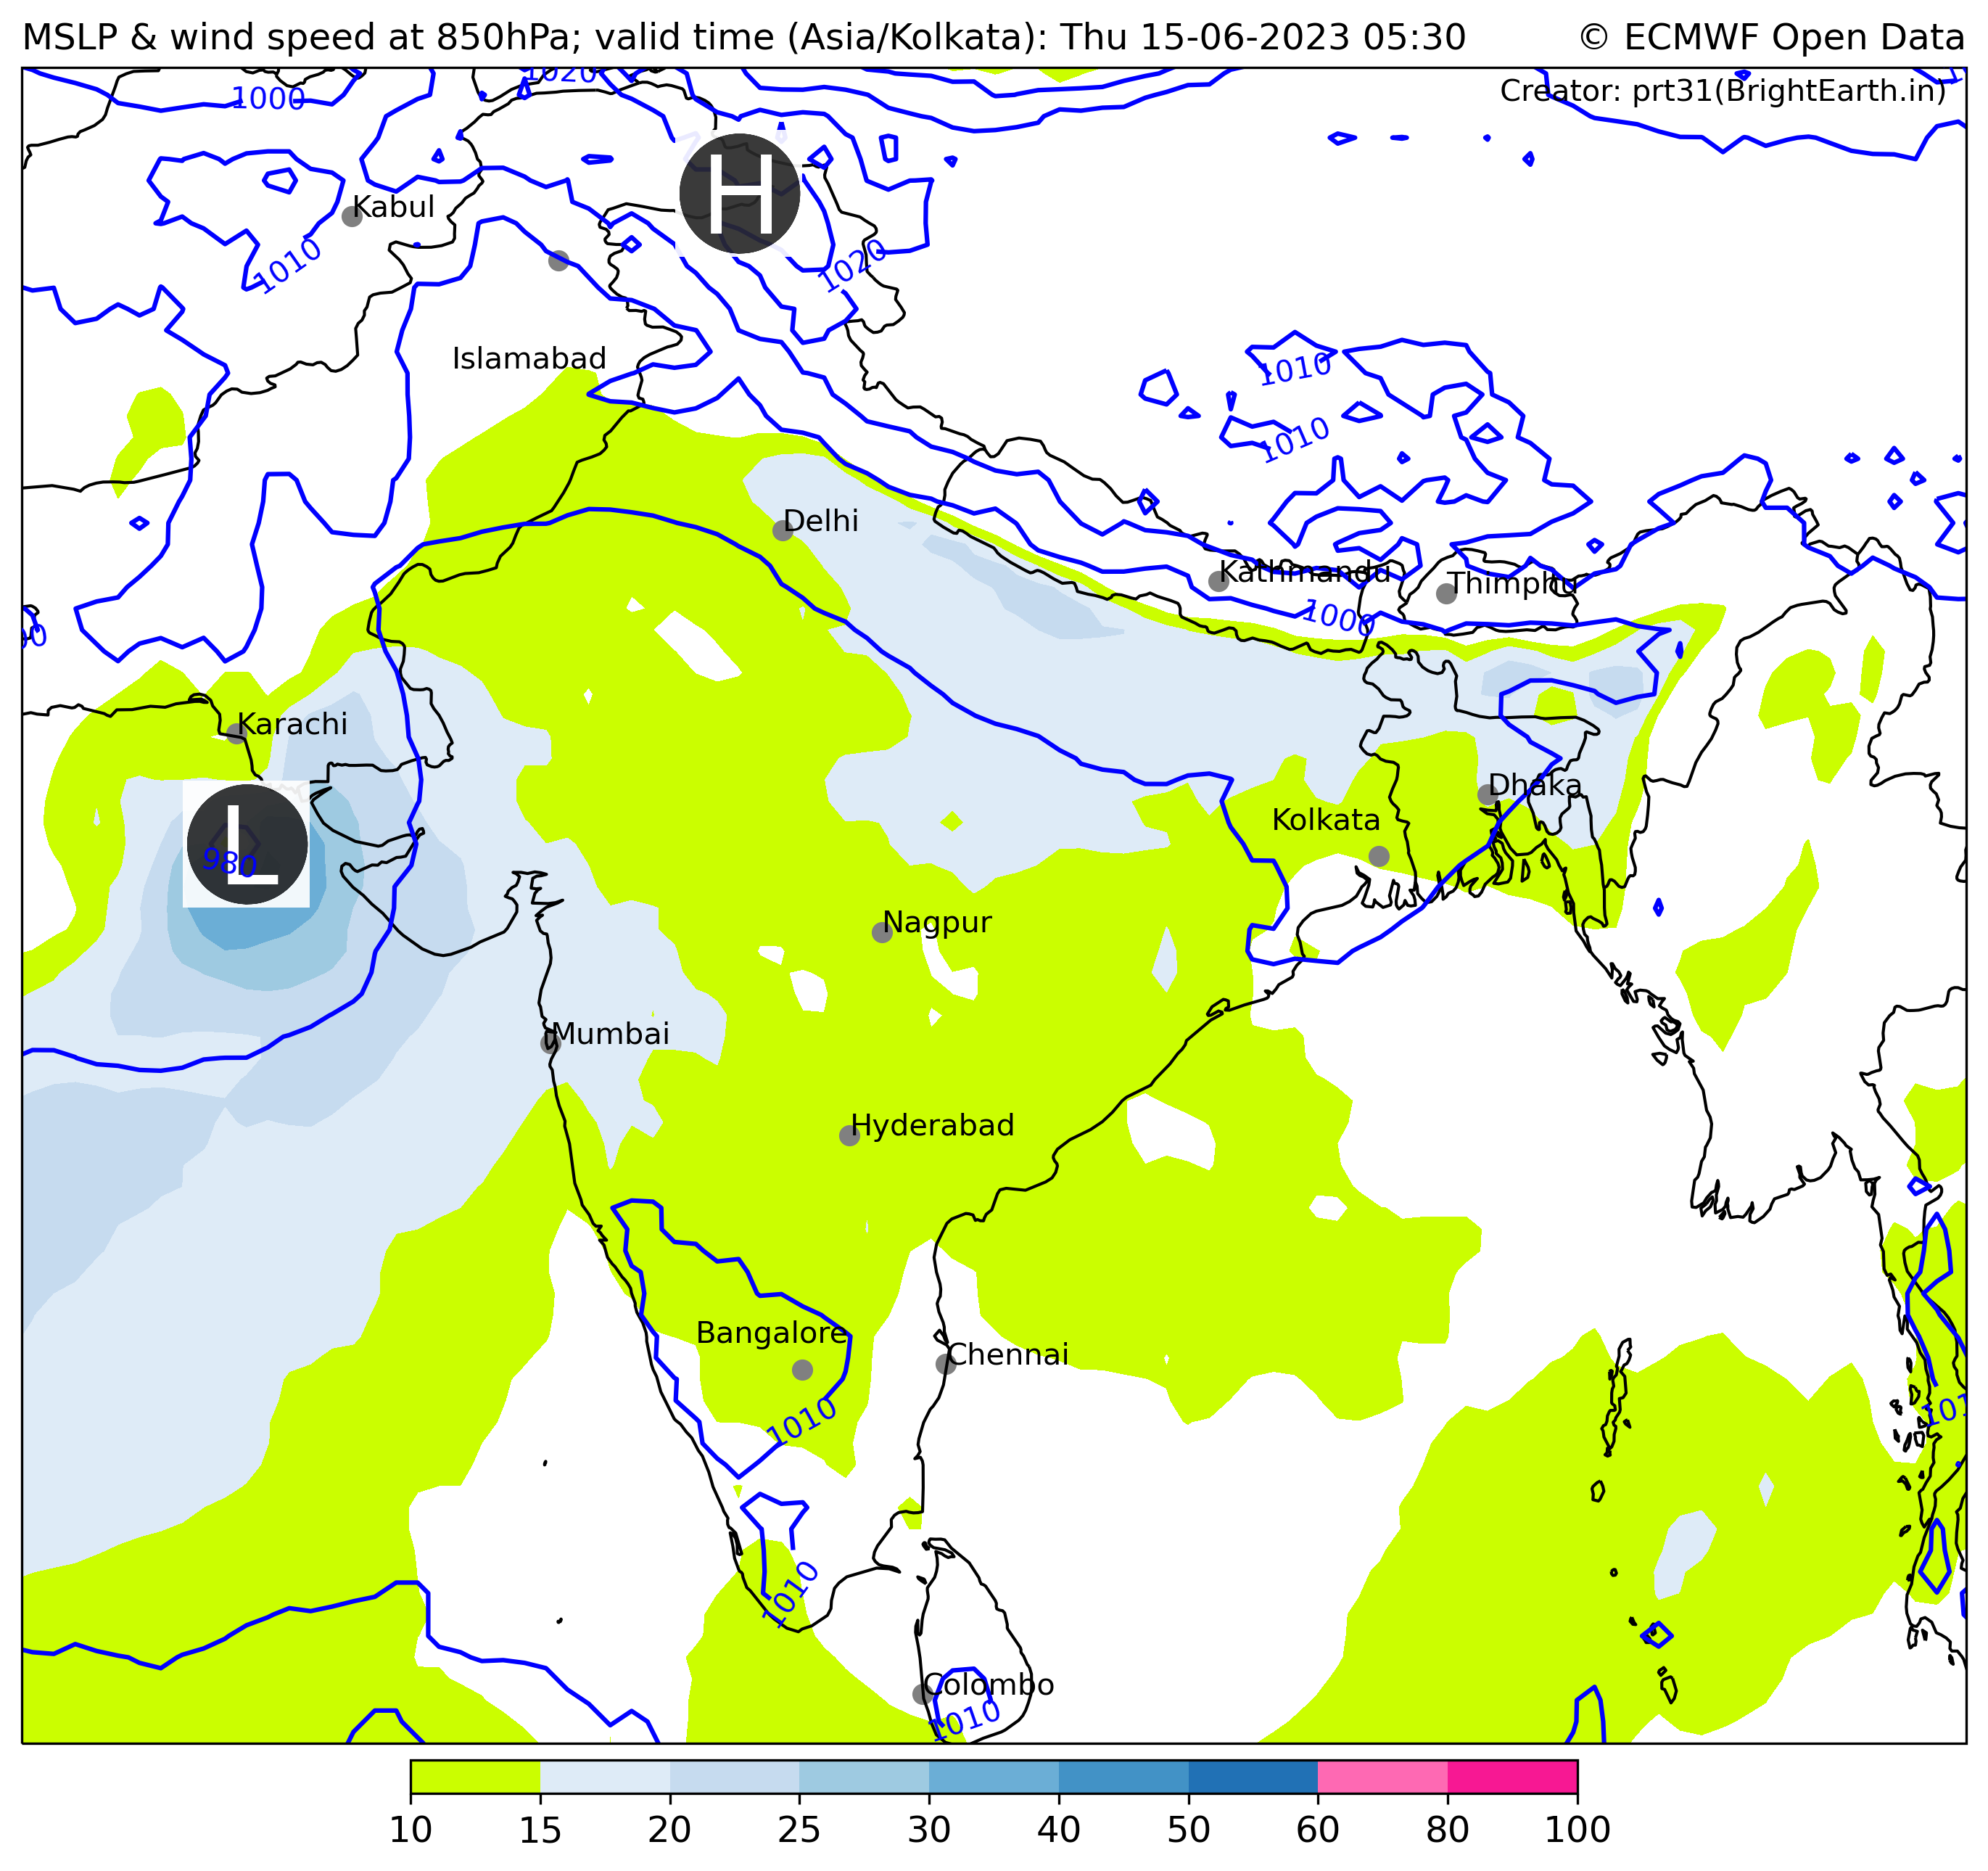 MSLP & wind speed at 850hPa; valid time (Asia/Kolkata): Thu 15-06-2023 05:30
© ECMWF Open Data
1020
1000
Creator: prt31(BrightEarth.in)
H
Kabul
1010
1020
Islamabad
1010
1010
Delhi
Kathmandu
Thimphu
1000
Karachi
Dhaka
Kolkata
L
980
Nagpur
Mumbai
Hyderabad
Bangalore
Chennai
1010
1010
Colombo
1010
10 15 20 25 30 40 50 60 80 100